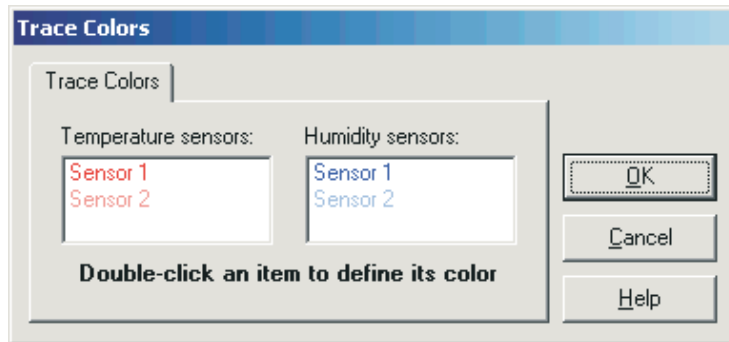 Trace Colors
Trace Colors
Temperature sensors: Humidity sensors:
Sensor 1 Sensor 1
Sensor 2 Sensor 2
Double-click an item to define its color
OK
Cancel
Help